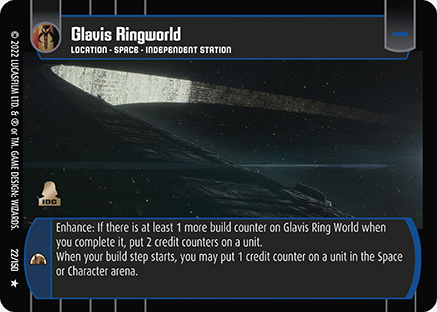 Glavis Ringworld
LOCATION - SPACE - INDEPENDENT STATION
IDC
Enhance: If there is at least 1 more build counter on Glavis Ring World when
you complete it, put 2 credit counters on a unit.
When your build step starts, you may put 1 credit counter on a unit in the Space
or Character arena.
© 2022 LUCASFILM LTD. & ® OR TM. GAME DESIGN: WIZARDS.
22/150 ★